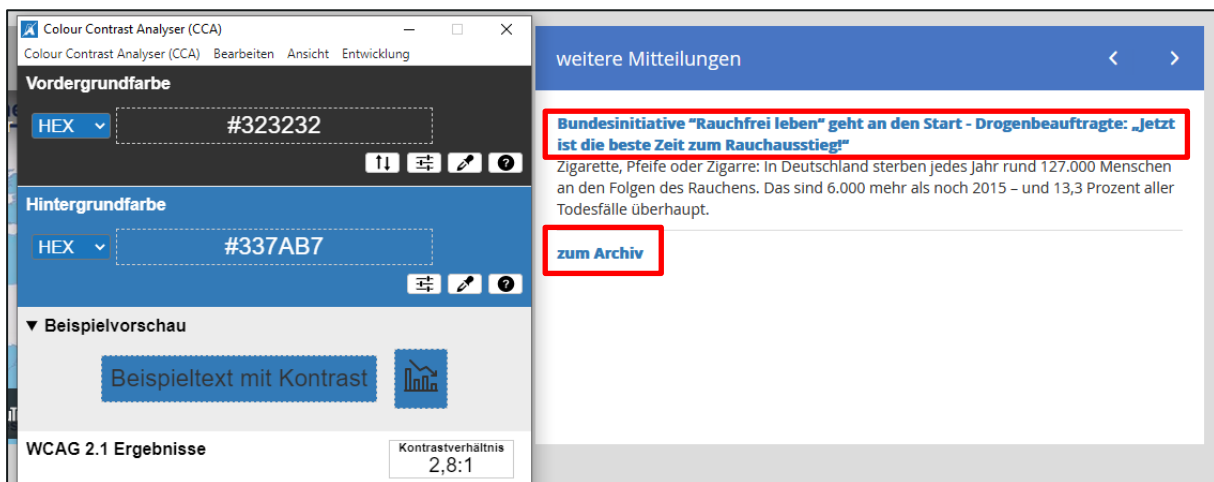 Colour Contrast Analyser (CCA)
Colour Contrast Analyser (CCA) Bearbeiten Ansicht Entwicklung
Vordergrundfarbe
HEX
#323232
Hintergrundfarbe
HEX
#337AB7
▼ Beispielvorschau
Beispieltext mit Kontrast
WCAG 2.1 Ergebnisse
Kontrastverhältnis
2,8:1
weitere Mitteilungen
Bundesinitiative "Rauchfrei leben" geht an den Start - Drogenbeauftragte: „Jetzt
ist die beste Zeit zum Rauchausstieg!"
Zigarette, Pfeife oder Zigarre: In Deutschland sterben jedes Jahr rund 127.000 Menschen
an den Folgen des Rauchens. Das sind 6.000 mehr als noch 2015 – und 13,3 Prozent aller
Todesfälle überhaupt.
zum Archiv